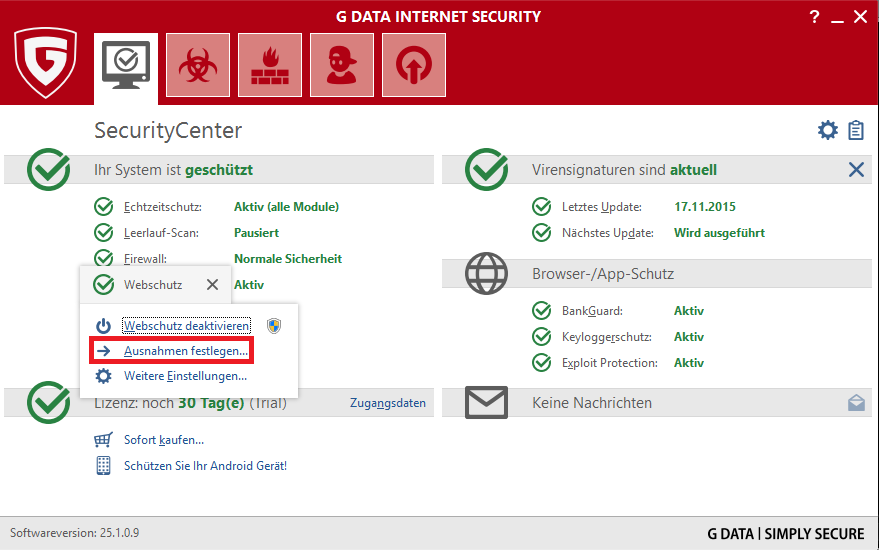 G DATA INTERNET SECURITY
?
G
SecurityCenter
Ihr System ist geschützt
Echtzeitschutz: Aktiv (alle Module)
Leerlauf-Scan: Pausiert
Firewall: Normale Sicherheit
Webschutz Aktiv
Webschutz deaktivieren
Ausnahmen festlegen...
Weitere Einstellungen...
Lizenz: noch 30 Tag(e) (Trial) Zugangsdaten
Sofort kaufen...
Schützen Sie Ihr Android Gerät!
Virensignaturen sind aktuell
Letztes Update: 17.11.2015
Nächstes Update: Wird ausgeführt
Browser-/App-Schutz
BankGuard: Aktiv
Keyloggerschutz: Aktiv
Exploit Protection: Aktiv
Keine Nachrichten
Softwareversion: 25.1.0.9
G DATA | SIMPLY SECURE